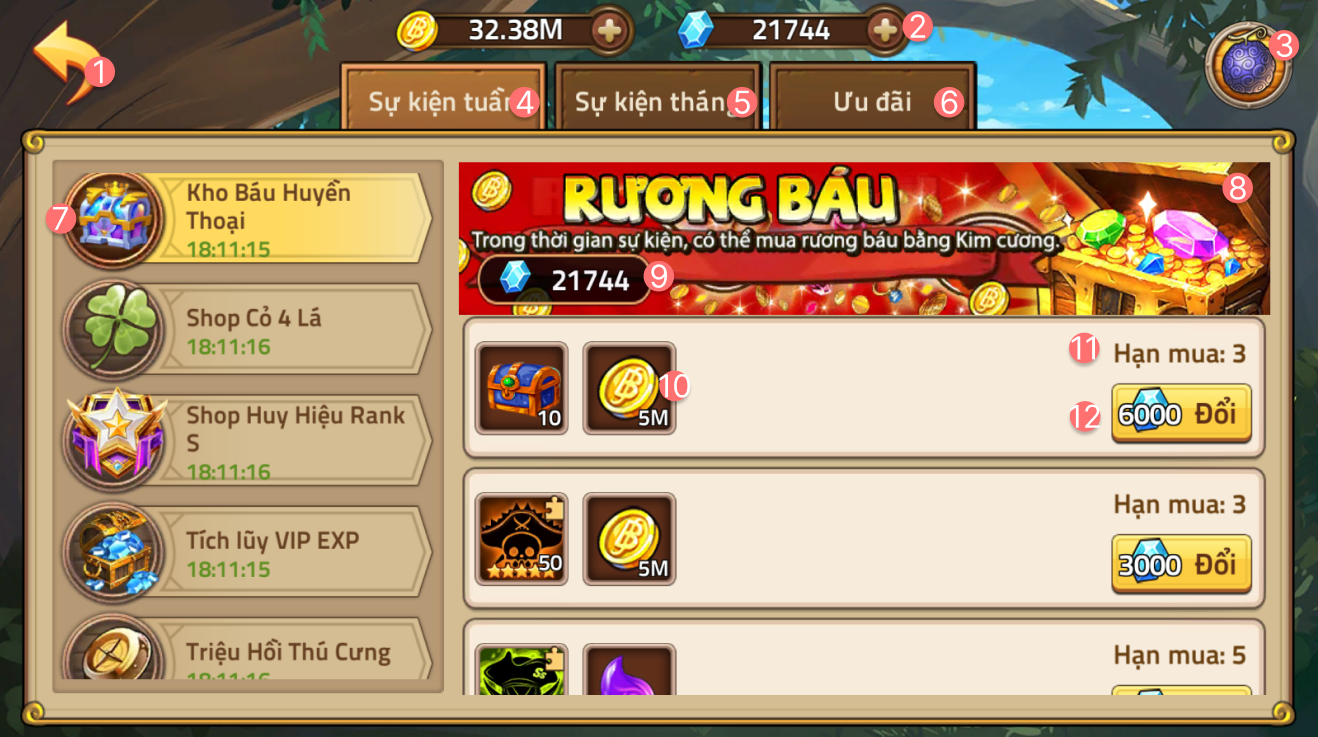 32.38M
21744
2
1
3
Sự kiện tuần 4
Sự kiện tháng 5
Ưu đãi 6
7
Kho Báu Huyền
Thoại
18:11:15
Shop Cỏ 4 Lá
18:11:16
Shop Huy Hiệu Rank
S
18:11:16
Tích lũy VIP EXP
18:11:15
Triệu Hồi Thú Cưng
18:11:16
8
RƯƠNG BÁU
Trong thời gian sự kiện, có thể mua rương báu bằng Kim cương.
21744 9
10
5M
10
11 Hạn mua: 3
12 6000 Đổi
50
5M
Hạn mua: 3
3000 Đổi
SS
Hạn mua: 5